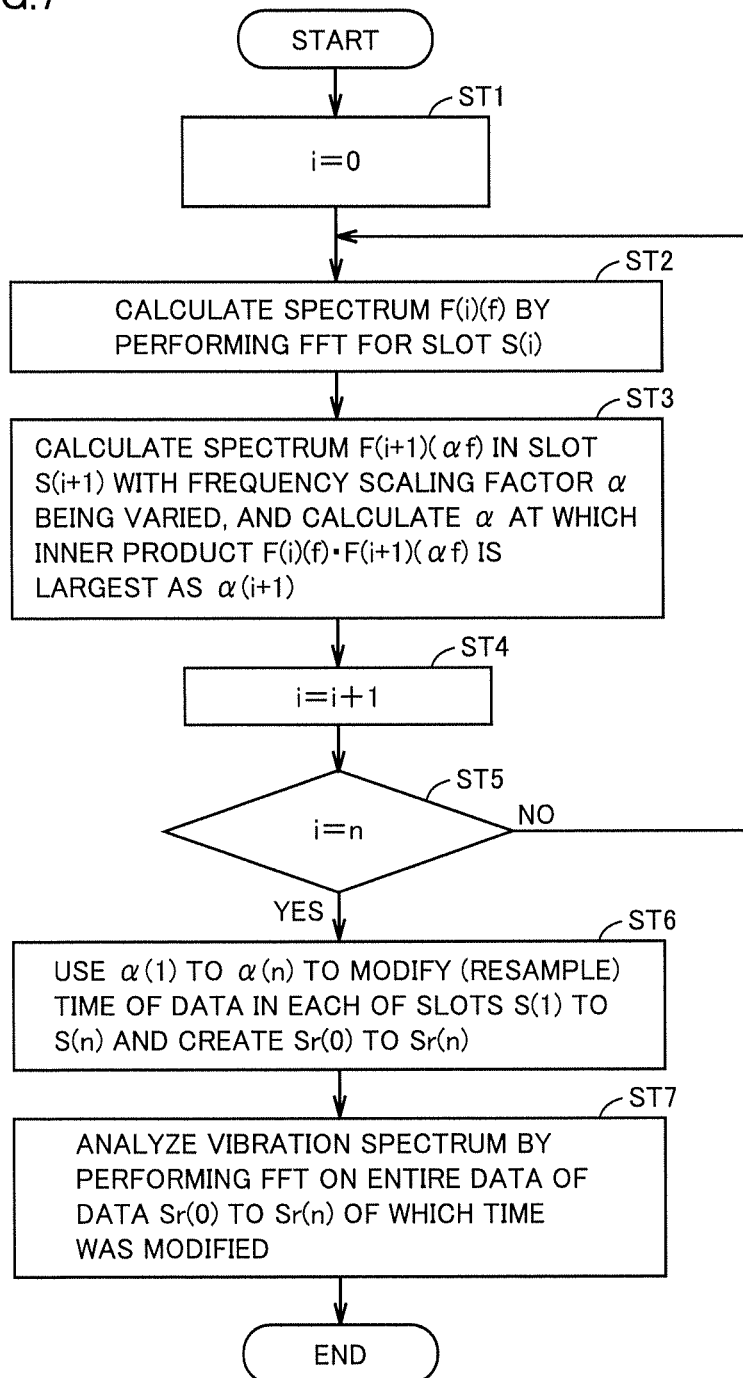 START
ST1
i=0
ST2
CALCULATE SPECTRUM F(i)(f) BY
PERFORMING FFT FOR SLOT S(i)
ST3
CALCULATE SPECTRUM F(i+1)(αf) IN SLOT
S(i+1) WITH FREQUENCY SCALING FACTOR α
BEING VARIED, AND CALCULATE α AT WHICH
INNER PRODUCT F(i)(f)·F(i+1)(αf) IS
LARGEST AS α(i+1)
ST4
i=i+1
ST5
i=n
NO
YES
ST6
USE α(1) TO α(n) TO MODIFY (RESAMPLE)
TIME OF DATA IN EACH OF SLOTS S(1) TO
S(n) AND CREATE Sr(0) TO Sr(n)
ST7
ANALYZE VIBRATION SPECTRUM BY
PERFORMING FFT ON ENTIRE DATA OF
DATA Sr(0) TO Sr(n) OF WHICH TIME
WAS MODIFIED
END